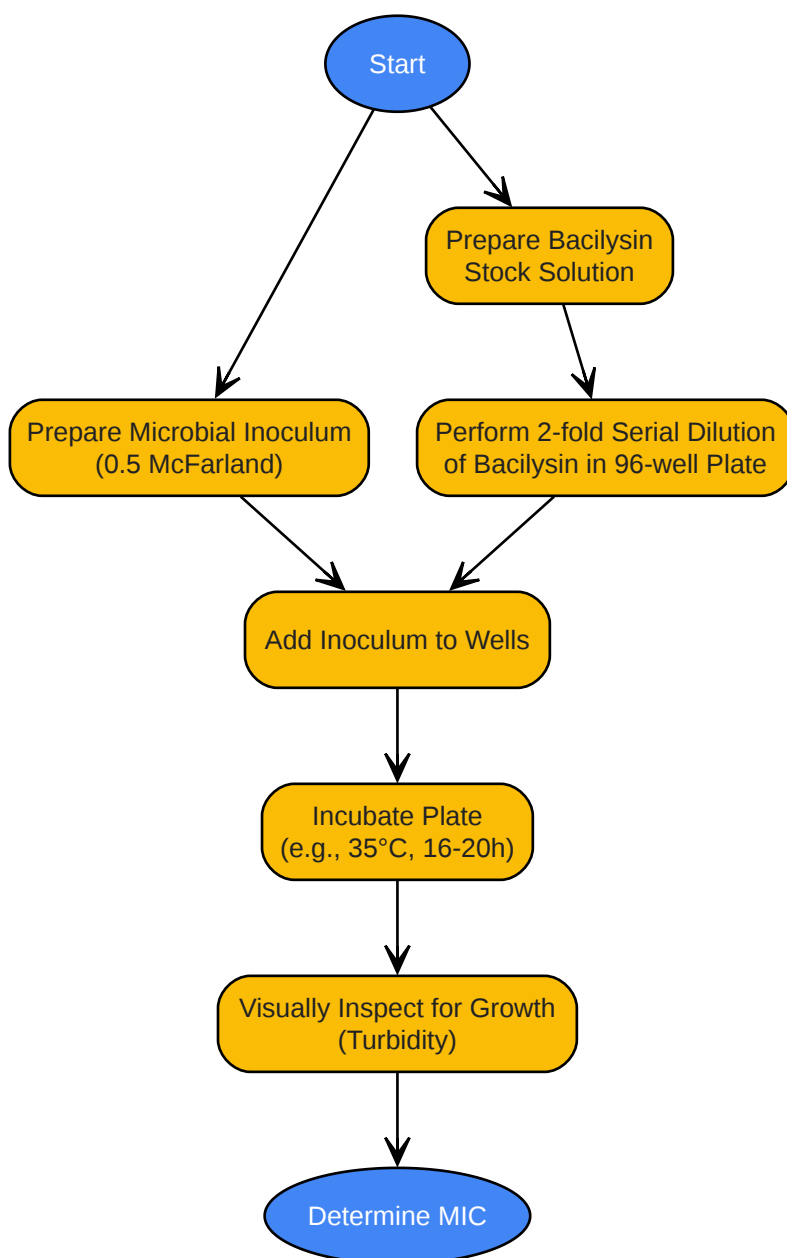 Start
Prepare Bacilysin
Stock Solution
Prepare Microbial Inoculum
(0.5 McFarland)
Perform 2-fold Serial Dilution
of Bacilysin in 96-well Plate
Add Inoculum to Wells
Incubate Plate
(e.g., 35°C, 16-20h)
Visually Inspect for Growth
(Turbidity)
Determine MIC